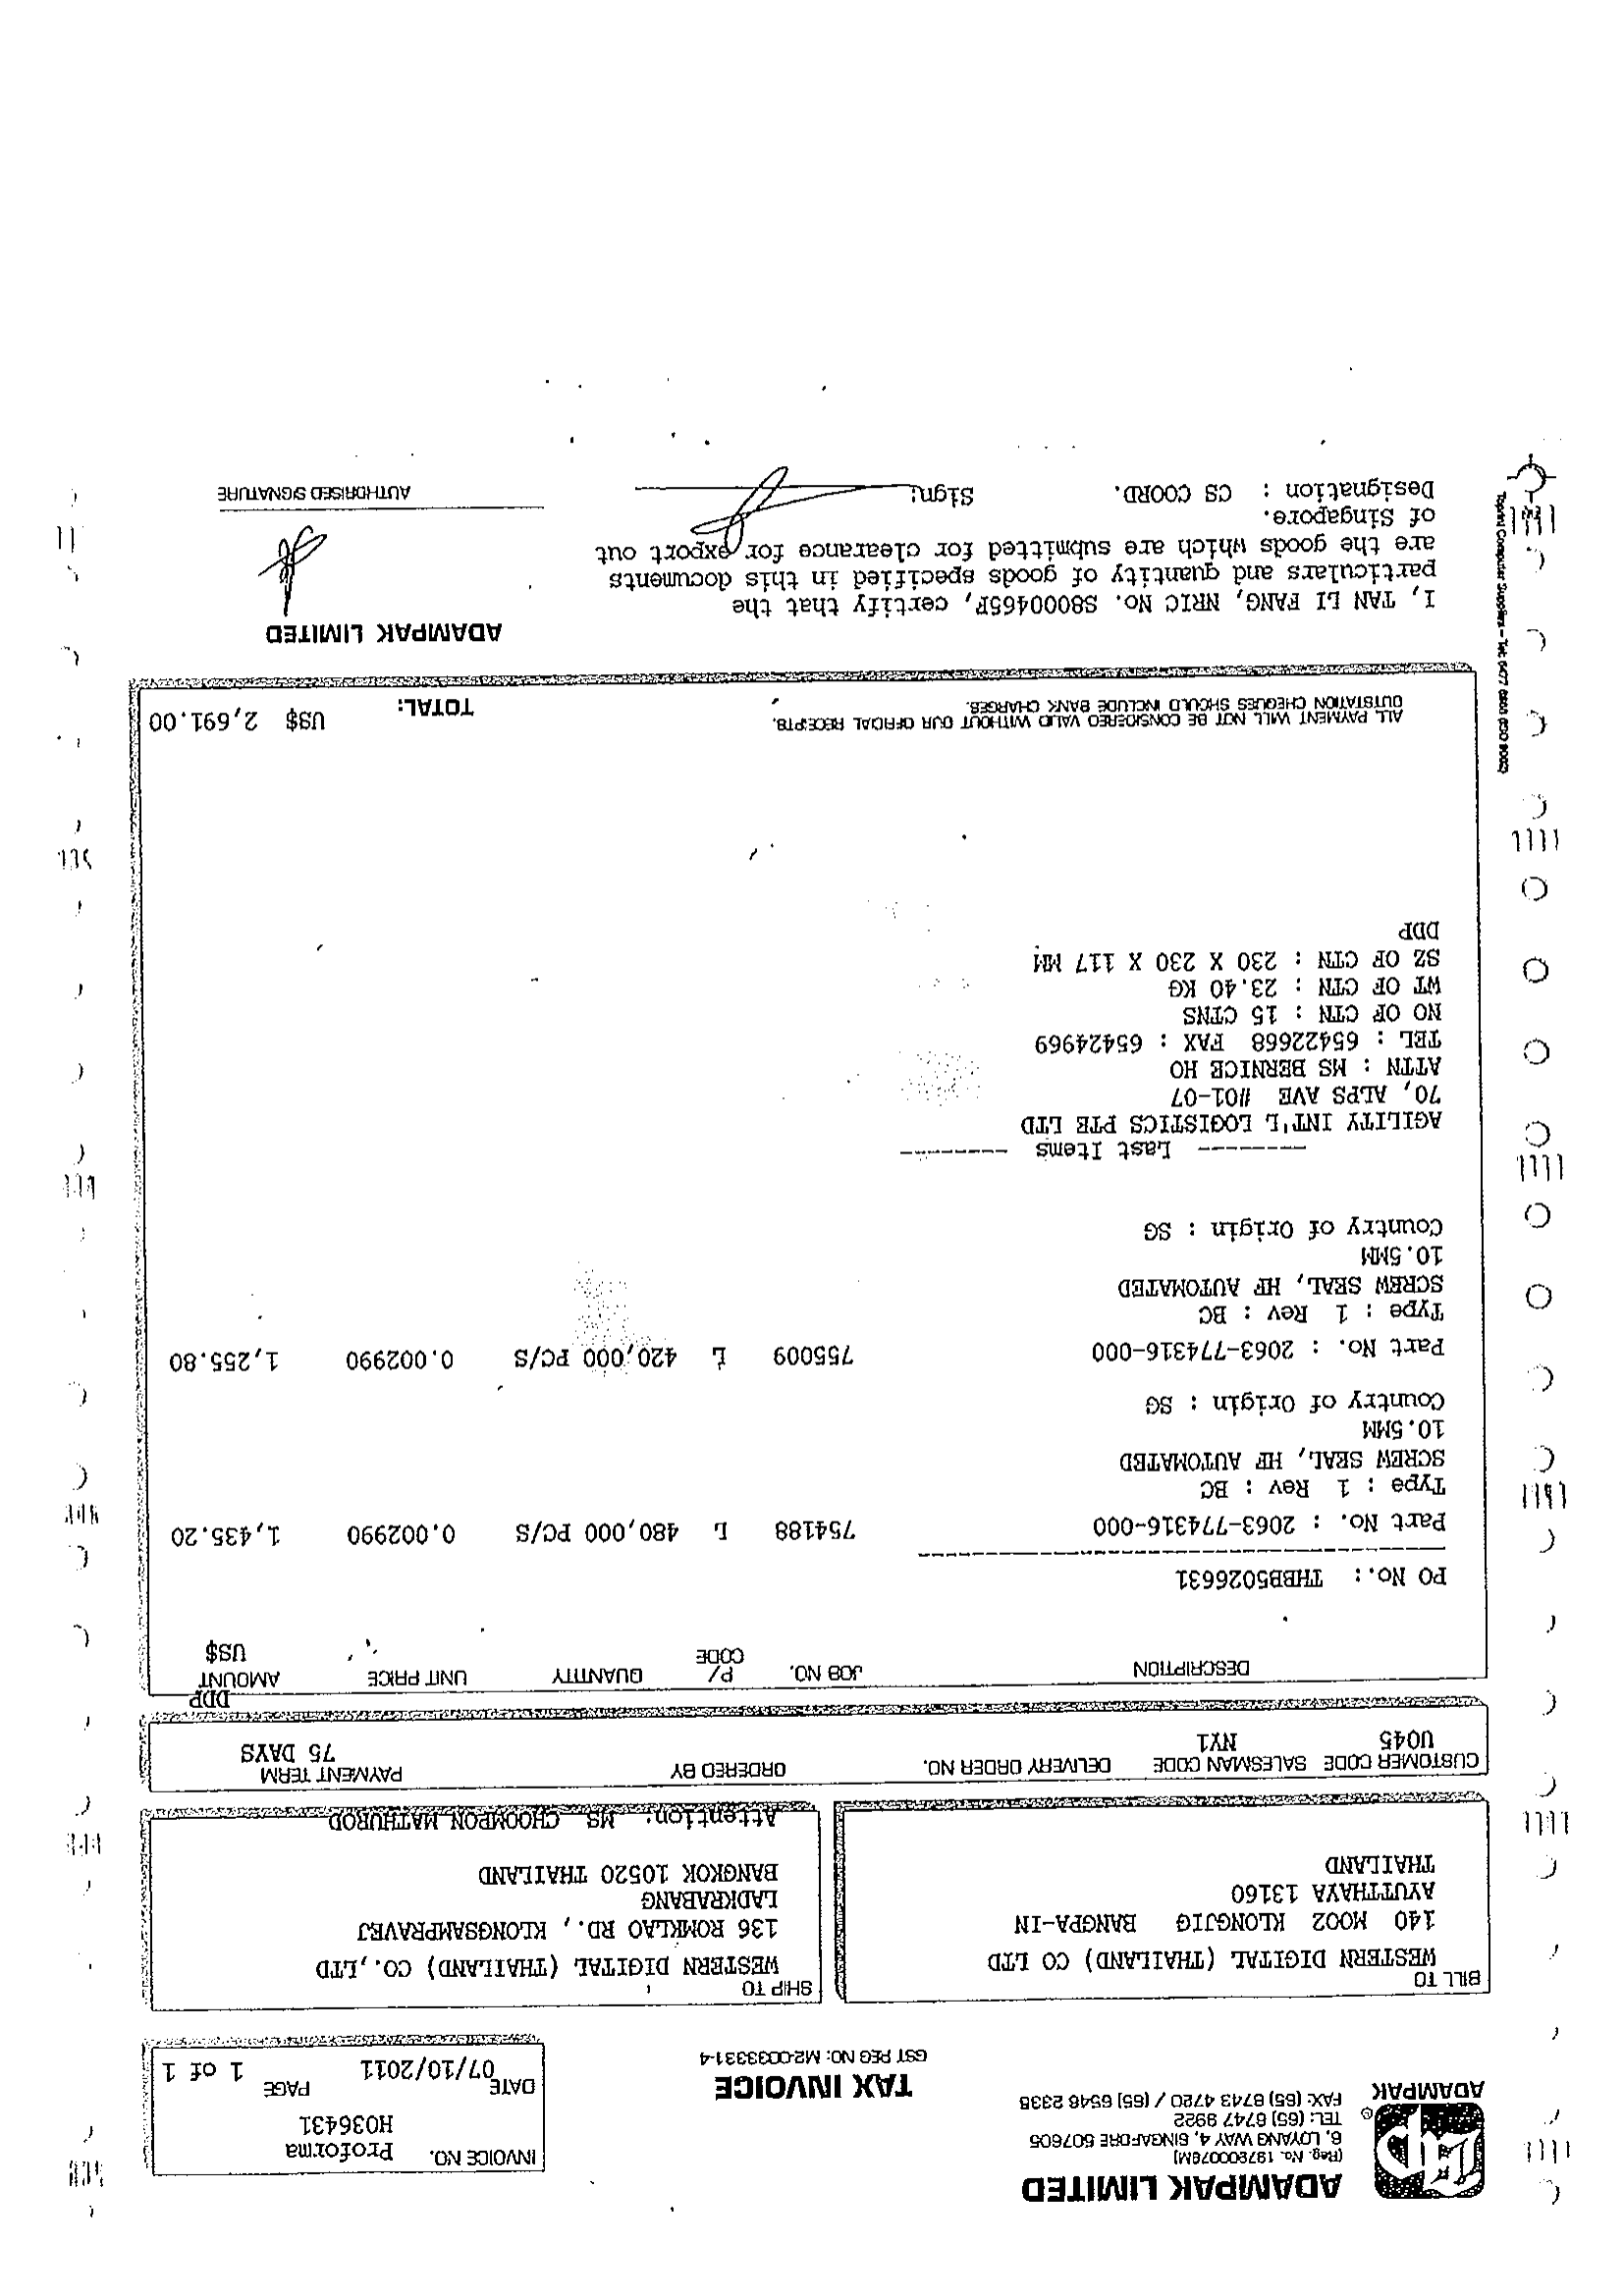 ADAMPAK LIMITED
(Reg. No. 197800076M)
6, LOYANG WAY 4, SINGAPORE 507605
TEL: (65) 6747 9922
FAX: (65) 6743 4720 / (65) 6546 2335
ADAMPAK
TAX INVOICE
GST REG NO: M2-0033331-4
INVOICE NO. Proforma
H036431
DATE PAGE
07/10/2011 1 of 1
BILL TO
WESTERN DIGITAL (THAILAND) CO LTD
140 MOO2 KLONGJIG BANGPA-IN
AYUTTHAYA 13160
THAILAND
SHIP TO
WESTERN DIGITAL (THAILAND) CO.,LTD
136 ROMKLAO RD., KLONGSAMPRAVEJ
LADKRABANG
BANGKOK 10520 THAILAND
Attention: MS CHOOMPON MATHUROD
CUSTOMER CODE SALESMAN CODE DELIVERY ORDER NO. ORDERED BY PAYMENT TERM
U045 NY1 75 DAYS
DDP
DESCRIPTION JOB NO. P/ CODE QUANTITY UNIT PRICE AMOUNT
US$
PO No.: THBB5026631
Part No. : 2063-774316-000 754188 L 480,000 PC/S 0.002990 1,435.20
Type : 1 Rev : BC
SCREW SEAL, HF AUTOMATED
10.5MM
Country of Origin : SG
Part No. : 2063-774316-000 755009 L 420,000 PC/S 0.002990 1,255.80
Type : 1 Rev : BC
SCREW SEAL, HF AUTOMATED
10.5MM
Country of Origin : SG
-------- Last Items --------
AGILITY INT'L LOGISTICS PTE LTD
70, ALPS AVE #01-07
ATTN : MS BERNICE HO
TEL : 65422668 FAX : 65424969
NO OF CTN : 15 CTNS
WT OF CTN : 23.40 KG
SZ OF CTN : 230 X 230 X 117 MM
DDP
ALL PAYMENT WILL NOT BE CONSIDERED VALID WITHOUT OUR OFFICIAL RECEIPTS.
OUTSTATION CHEQUES SHOULD INCLUDE BANK CHARGES.
TOTAL: US$ 2,691.00
I, TAN LI FANG, NRIC No. S8000465F, certify that the
particulars and quantity of goods specified in this documents
are the goods which are submitted for clearance for export out
of Singapore.
Designation : CS COORD. Sign:
ADAMPAK LIMITED
AUTHORISED SIGNATURE